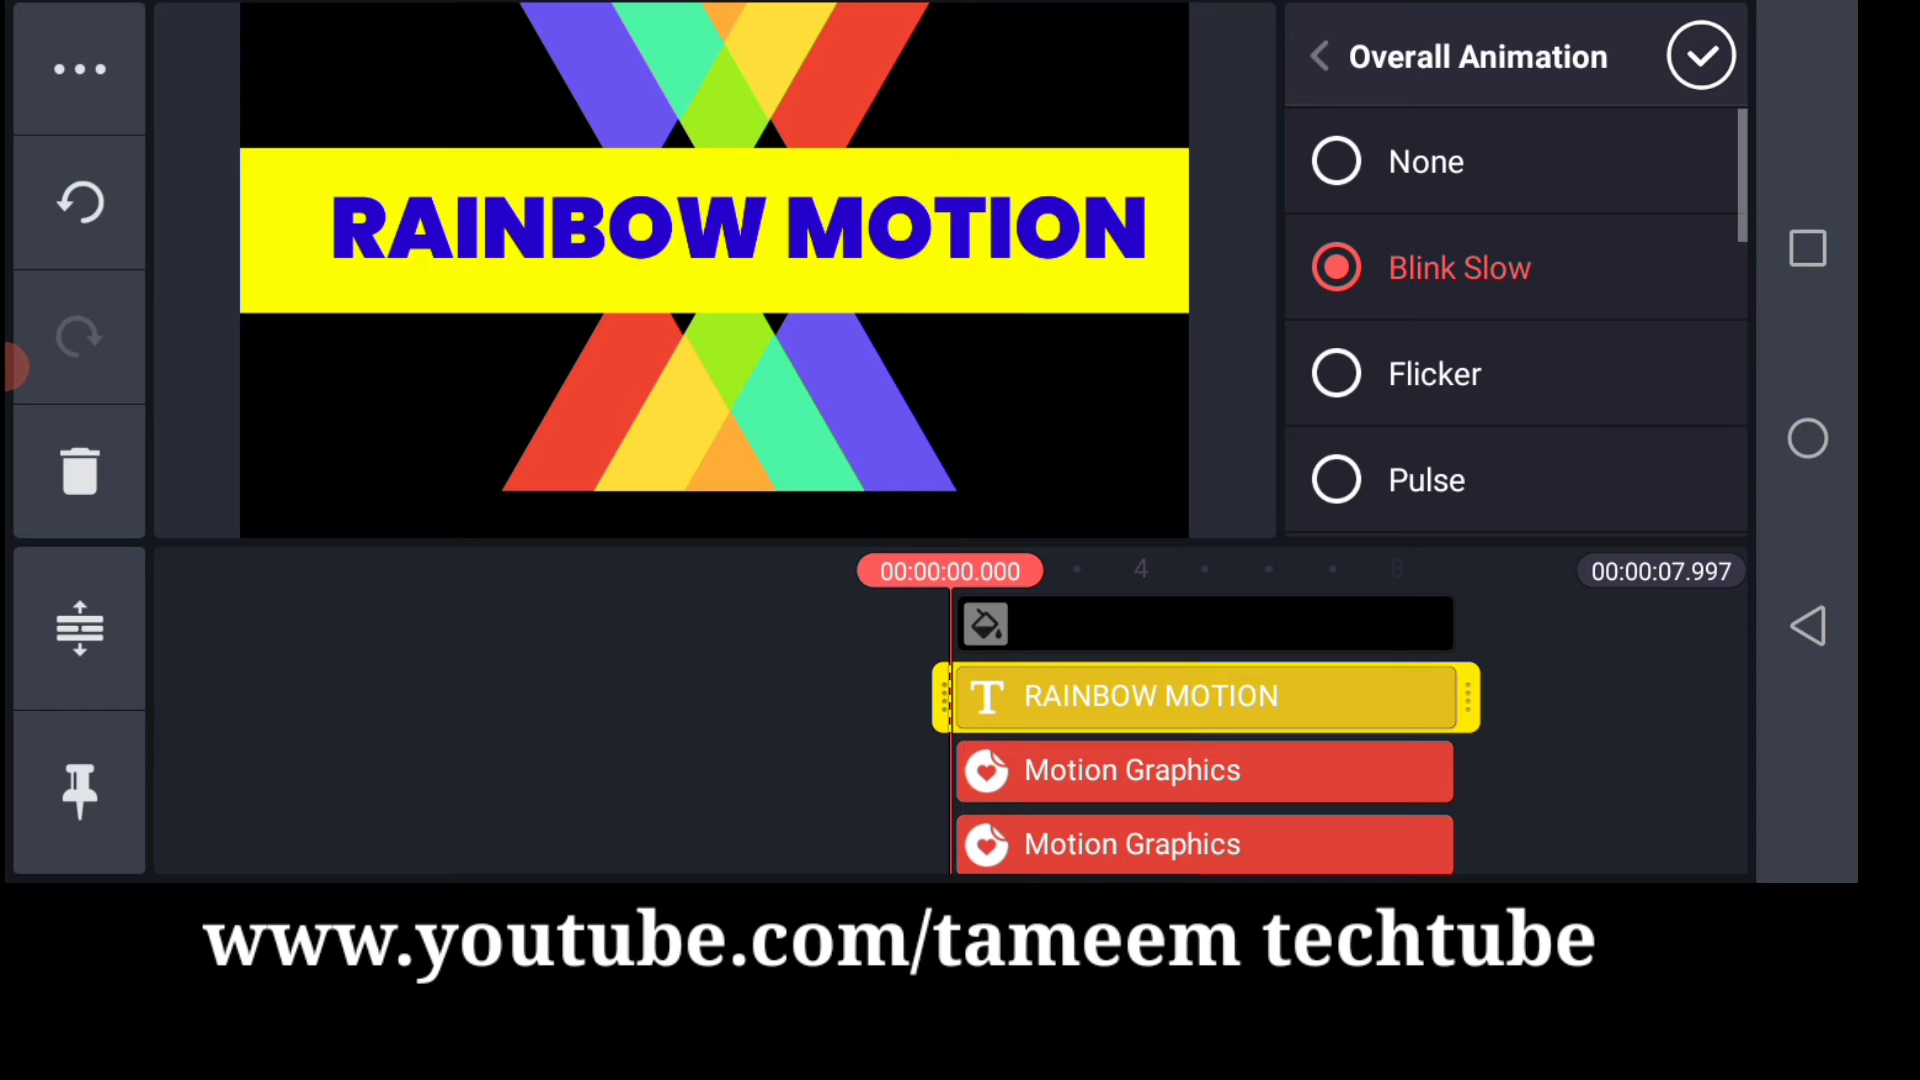 Overall Animation
None
RAINBOW MOTION
Blink Slow
Flicker
Pulse
00:00:00.000
4
8
00:00:07.997
T RAINBOW MOTION
Motion Graphics
Motion Graphics
www.youtube.com/tameem techtube